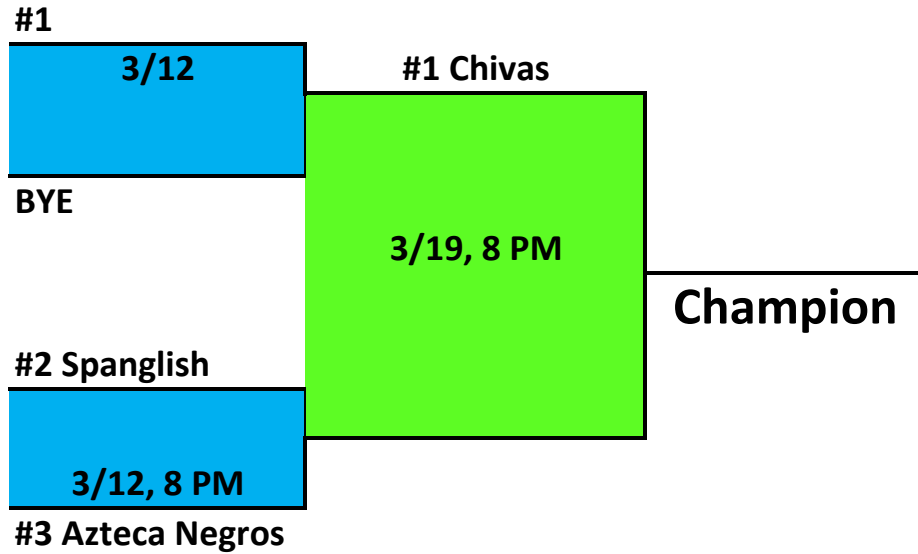 #1
3/12
#1 Chivas
BYE
3/19, 8 PM
Champion
#2 Spanglish
3/12, 8 PM
#3 Azteca Negros